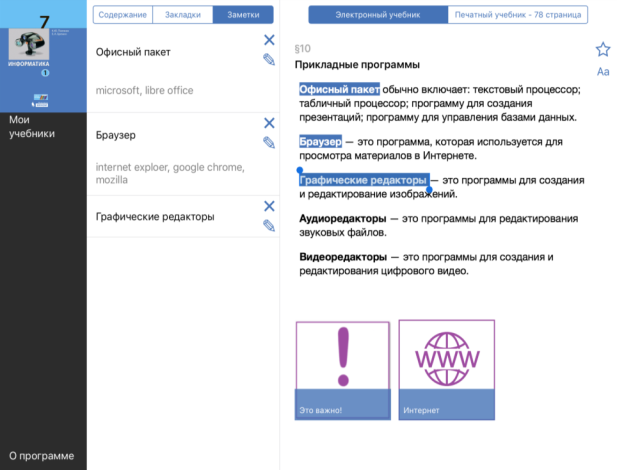 7
ИНФОРМАТИКА
Мои
учебники
О программе
Содержание
Закладки
Заметки
Офисный пакет
microsoft, libre office
Браузер
internet exploer, google chrome,
mozilla
Графические редакторы
Электронный учебник
Печатный учебник - 78 страница
§10
Прикладные программы
Aa
Офисный пакет обычно включает: текстовый процессор;
табличный процессор; программу для создания
презентаций; программу для управления базами данных.
Браузер — это программа, которая используется для
просмотра материалов в Интернете.
Графические редакторы — это программы для создания
и редактирование изображений.
Аудиоредакторы — это программы для редактирования
звуковых файлов.
Видеоредакторы — это программы для создания и
редактирования цифрового видео.
!
Это важно!
WWW
Интернет